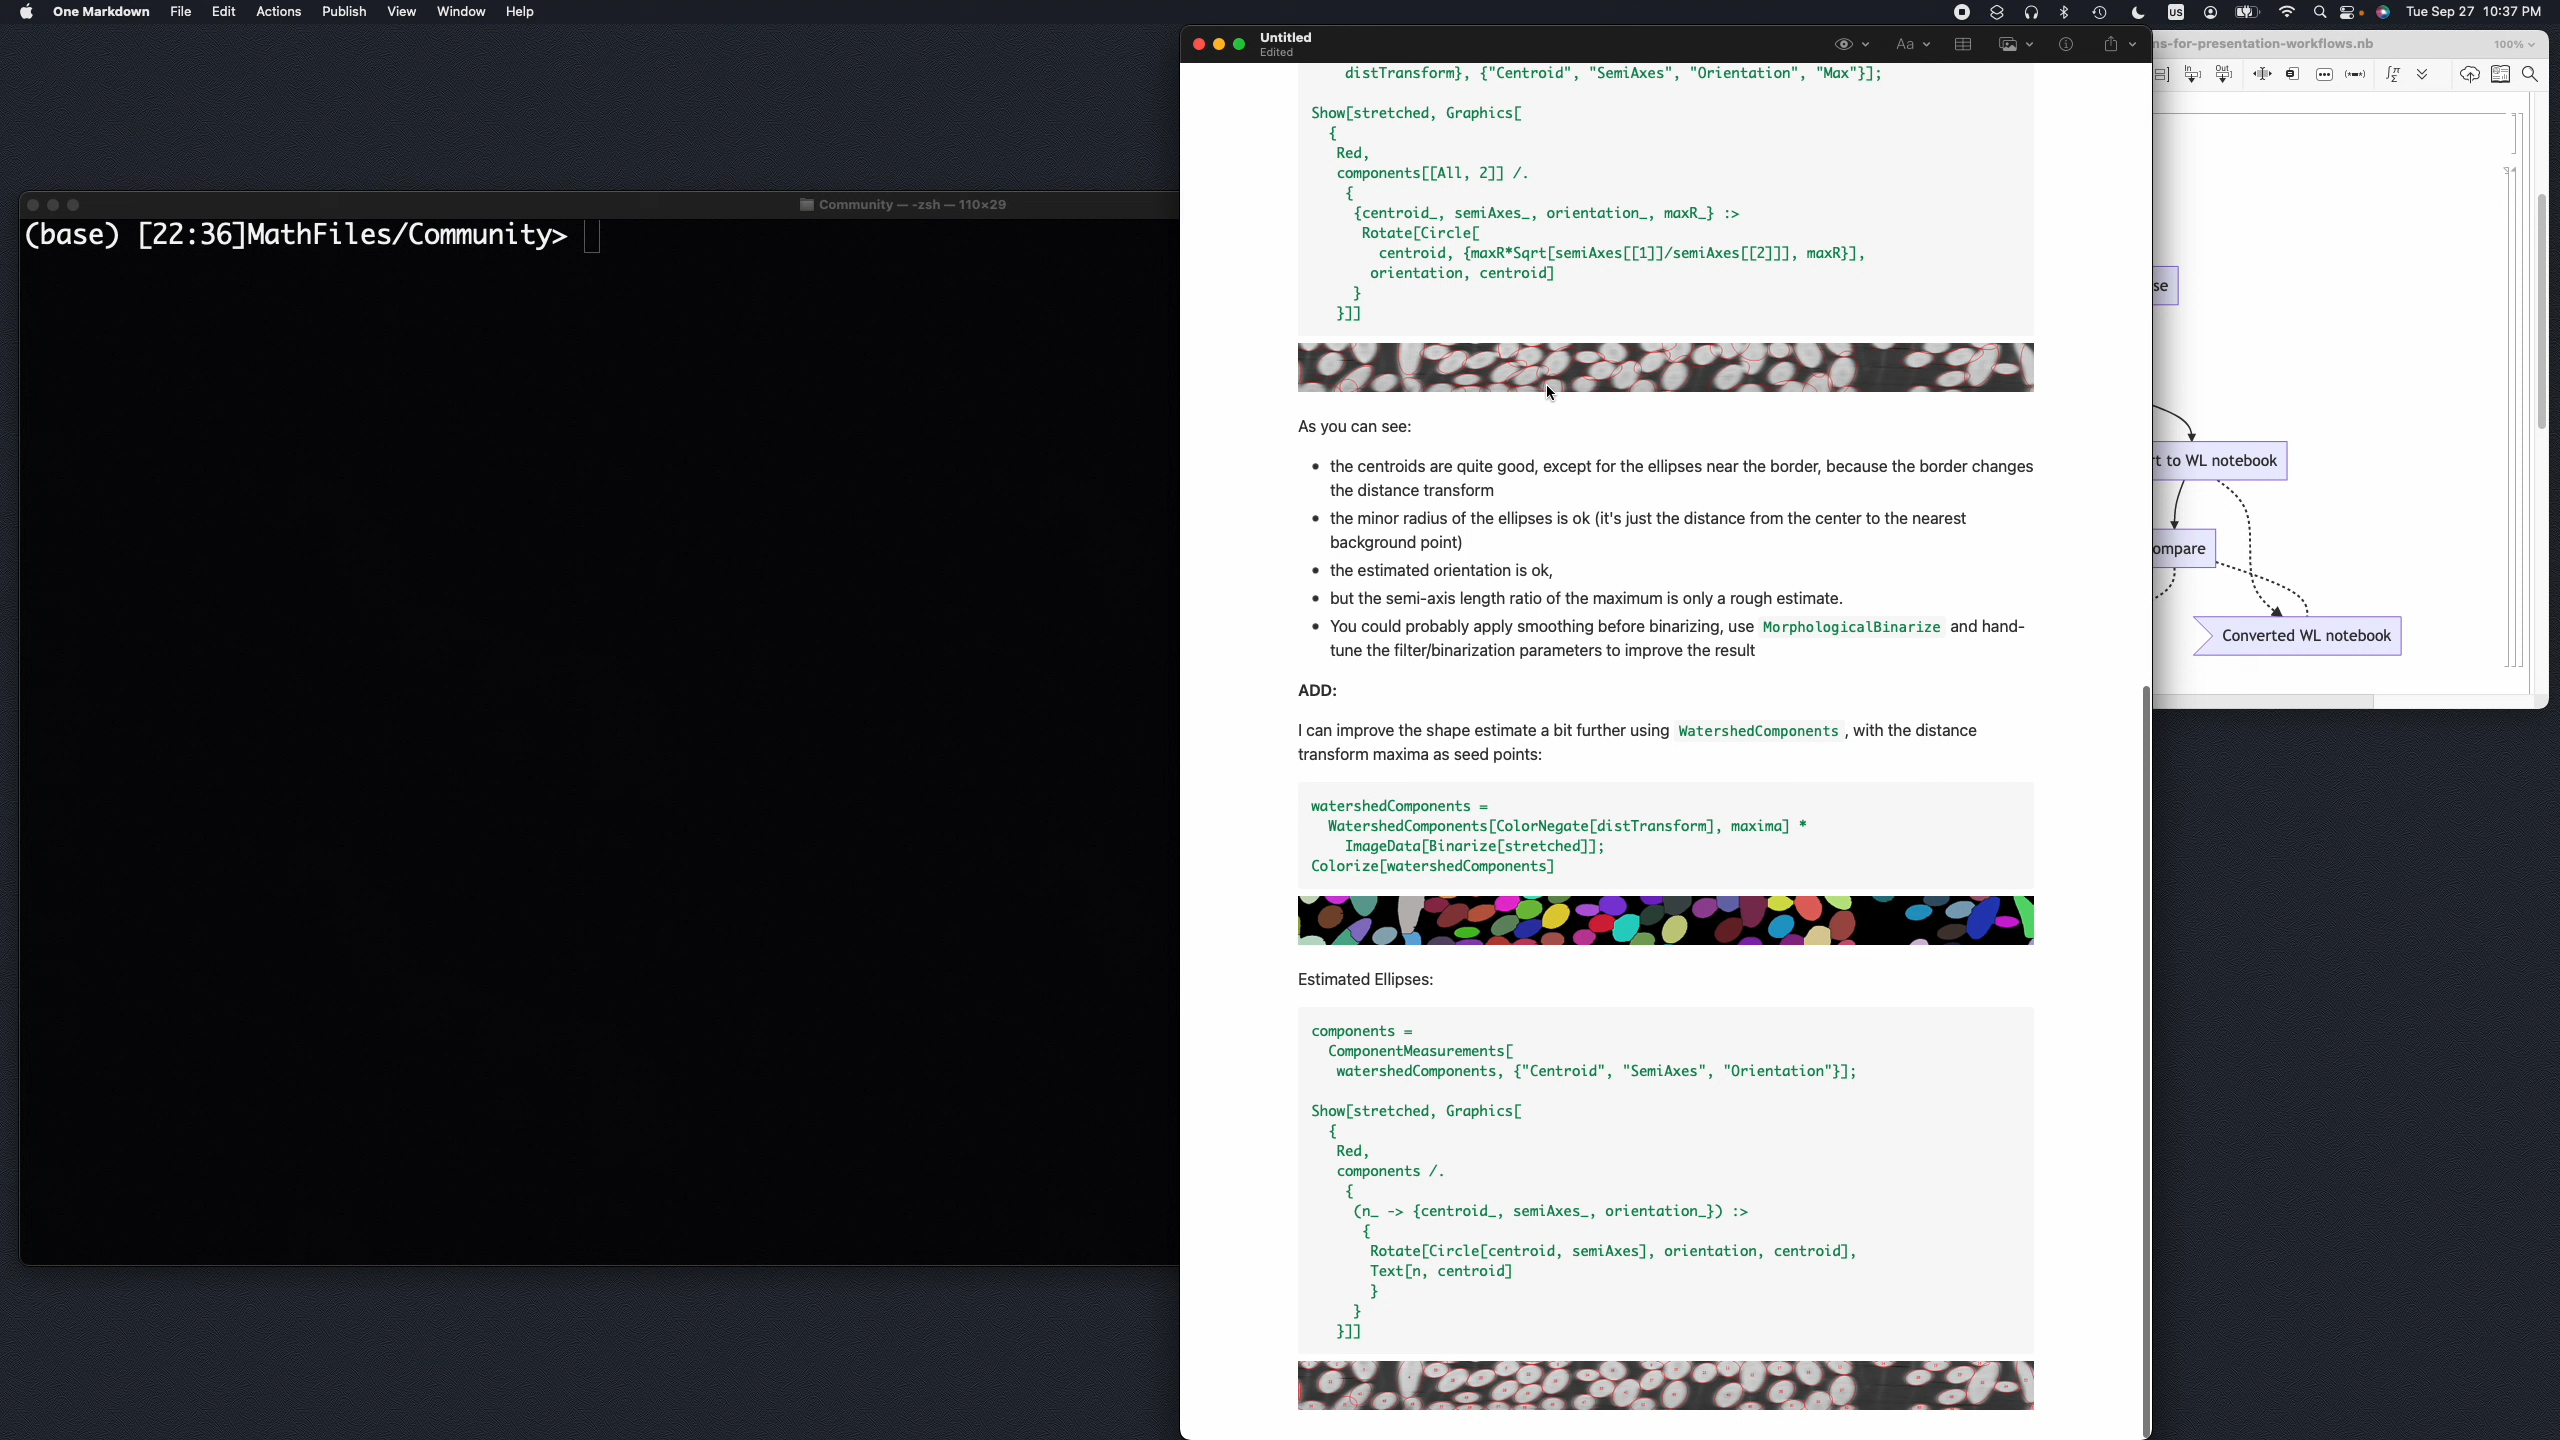 One Markdown File Edit Actions Publish View Window Help
US Tue Sep 27 10:37 PM
Community — -zsh — 110×29
(base) [22:36]MathFiles/Community>
Untitled
Edited
Aa
distTransform}, {"Centroid", "SemiAxes", "Orientation", "Max"}];
Show[stretched, Graphics[
{
Red,
components[[All, 2]] /.
{
{centroid_, semiAxes_, orientation_, maxR_} :>
Rotate[Circle[
centroid, {maxR*Sqrt[semiAxes[[1]]/semiAxes[[2]]], maxR}],
orientation, centroid]
}
}]]
As you can see:
• the centroids are quite good, except for the ellipses near the border, because the border changes
the distance transform
• the minor radius of the ellipses is ok (it's just the distance from the center to the nearest
background point)
• the estimated orientation is ok,
• but the semi-axis length ratio of the maximum is only a rough estimate.
• You could probably apply smoothing before binarizing, use MorphologicalBinarize and hand-
tune the filter/binarization parameters to improve the result
ADD:
I can improve the shape estimate a bit further using WatershedComponents , with the distance
transform maxima as seed points:
watershedComponents =
WatershedComponents[ColorNegate[distTransform], maxima] *
ImageData[Binarize[stretched]];
Colorize[watershedComponents]
Estimated Ellipses:
components =
ComponentMeasurements[
watershedComponents, {"Centroid", "SemiAxes", "Orientation"}];
Show[stretched, Graphics[
{
Red,
components /.
{
(n_ -> {centroid_, semiAxes_, orientation_}) :>
{
Rotate[Circle[centroid, semiAxes], orientation, centroid],
Text[n, centroid]
}
}
}]]
ns-for-presentation-workflows.nb
100%
In
Out
se
rt to WL notebook
ompare
Converted WL notebook